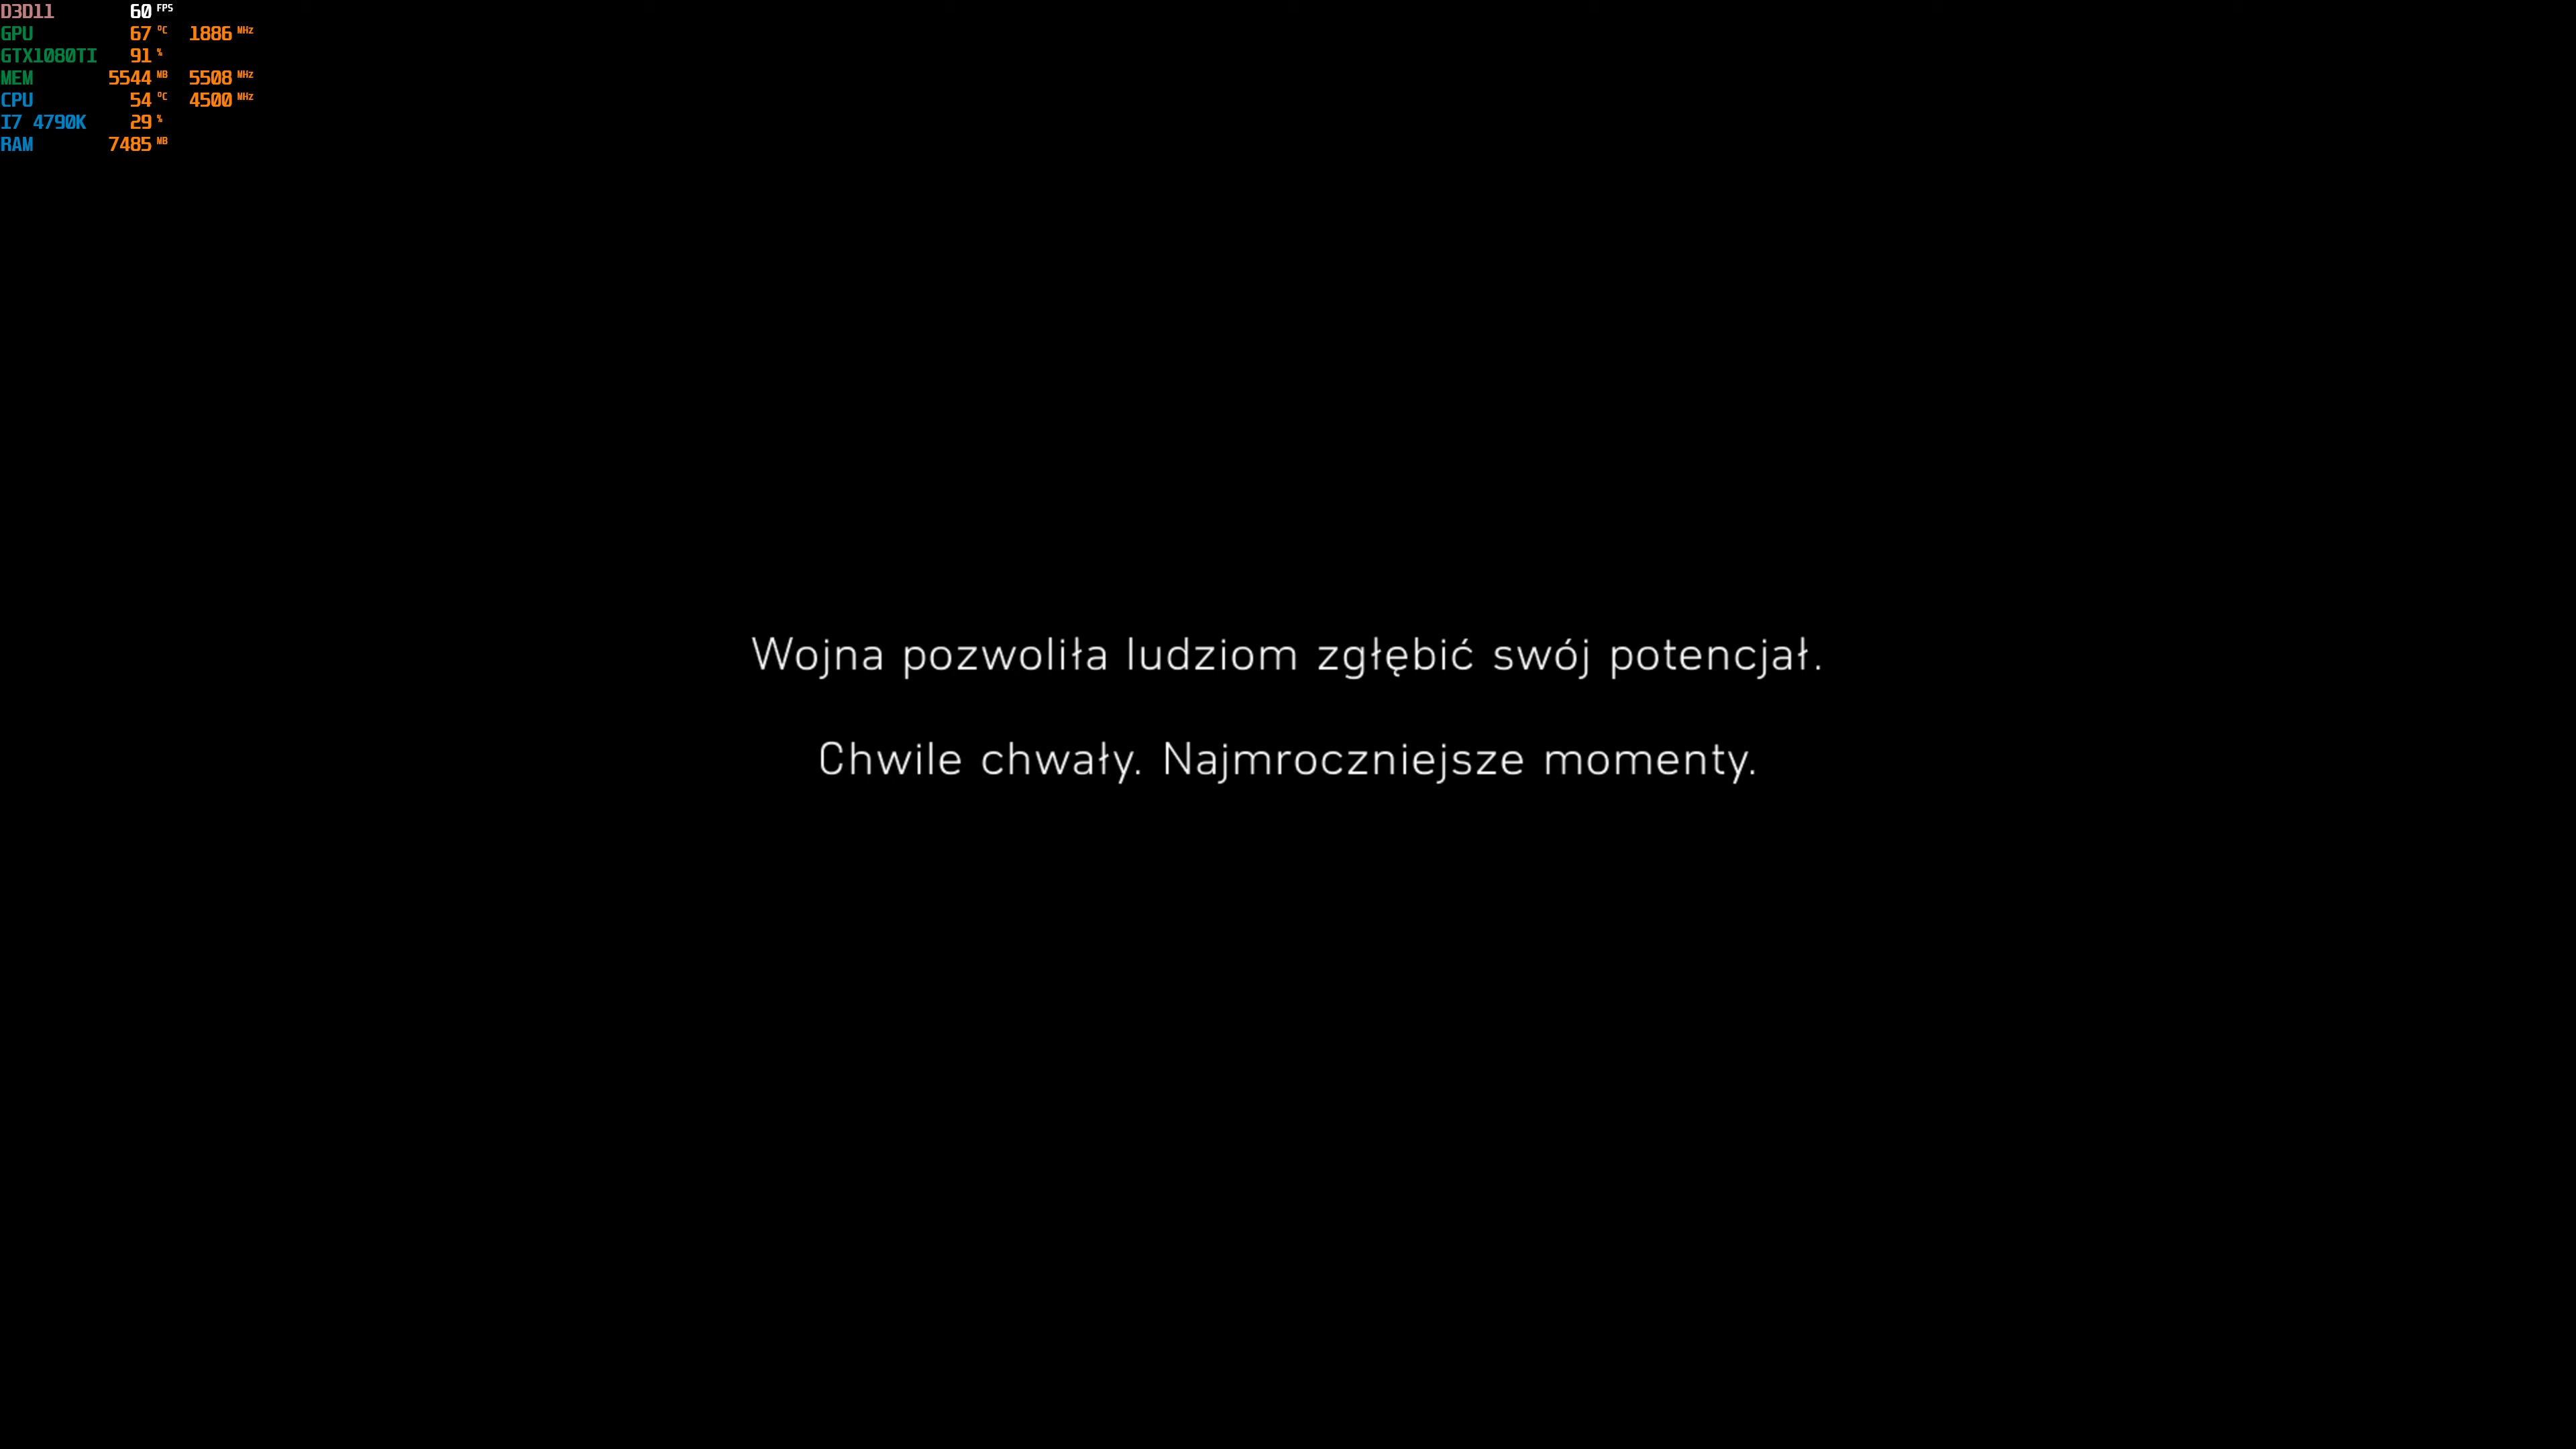 D3D11 60 FPS
GPU 67 °C 1886 MHz
GTX1080TI 91 %
MEM 5544 MB 5508 MHz
CPU 54 °C 4500 MHz
I7 4790K 29 %
RAM 7485 MB
Wojna pozwoliła ludziom zgłębić swój potencjał.
Chwile chwały. Najmroczniejsze momenty.